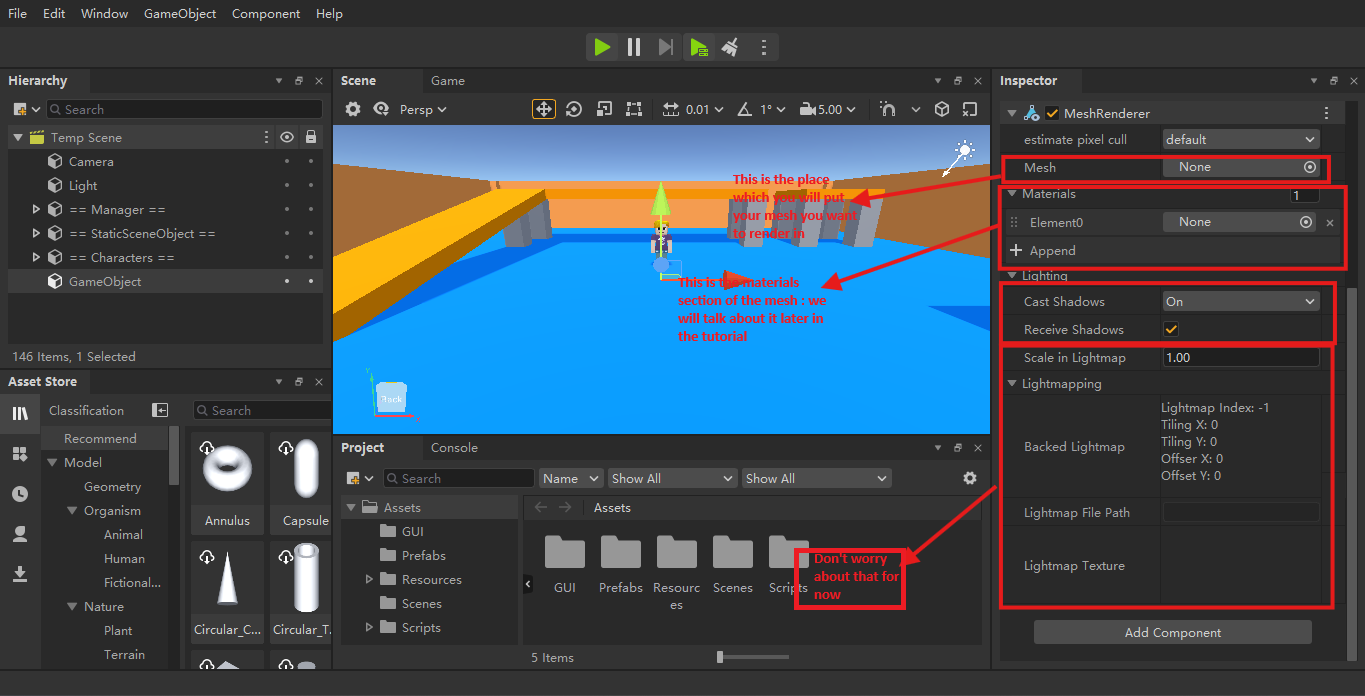 File Edit Window GameObject Component Help
Hierarchy
Search
Temp Scene
Camera
Light
== Manager ==
== StaticSceneObject ==
== Characters ==
GameObject
146 Items, 1 Selected
Asset Store
Classification
Search
Recommend
Model
Geometry
Organism
Animal
Human
Fictional...
Nature
Plant
Terrain
Annulus
Capsule
Circular_C...
Circular_T.
Scene Game
Persp 0.01 1° 5.00
This is the place
which you will put
your mesh you want
to render in
This is the materials
section of the mesh : we
will talk about it later in
the tutorial
Y
Back
Project Console
Search
Name
Show All
Show All
Assets
GUI
Prefabs
Resources
Scenes
Scripts
Assets
GUI
Prefabs
Resourc
es
Scenes
Scripts
Don't worry
about that for
now
5 Items
Inspector
MeshRenderer
estimate pixel cull default
Mesh None
Materials 1
Element0 None
Append
Lighting
Cast Shadows On
Receive Shadows
Scale in Lightmap 1.00
Lightmapping
Backed Lightmap
Lightmap Index: -1
Tiling X: 0
Tiling Y: 0
Offser X: 0
Offset Y: 0
Lightmap File Path
Lightmap Texture
Add Component